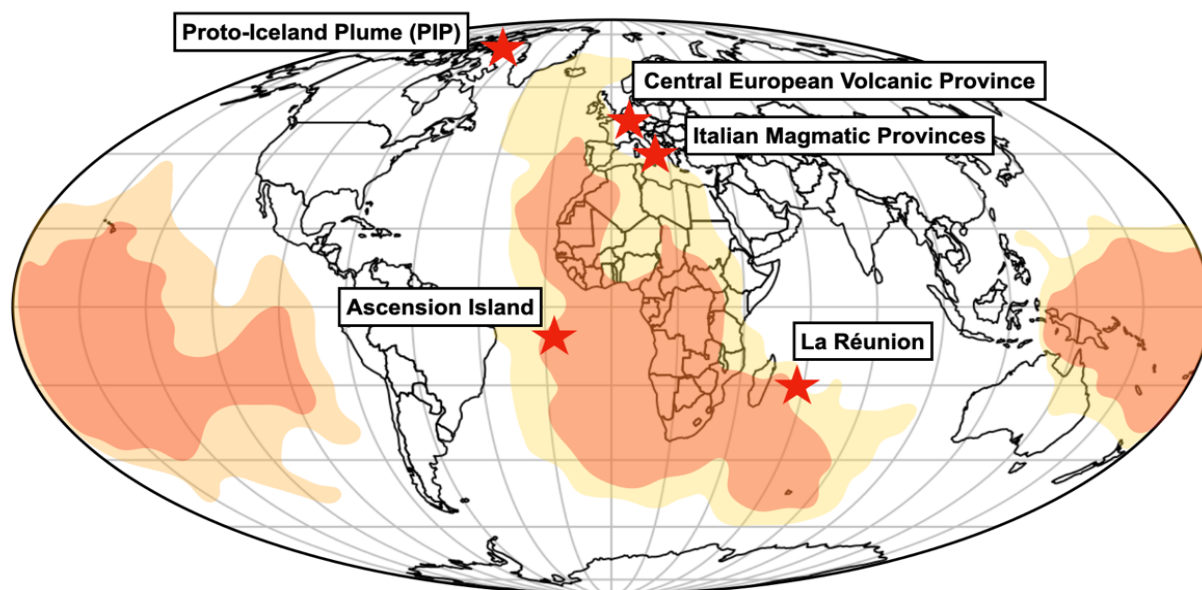 Proto-Iceland Plume (PIP)
Central European Volcanic Province
Italian Magmatic Provinces
Ascension Island
La Réunion